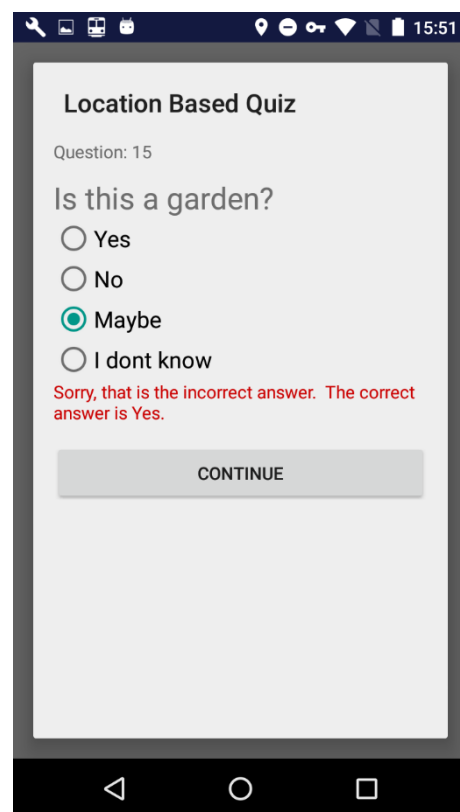 15:51
Location Based Quiz
Question: 15
Is this a garden?
Yes
No
Maybe
I dont know
Sorry, that is the incorrect answer.  The correct
answer is Yes.
CONTINUE